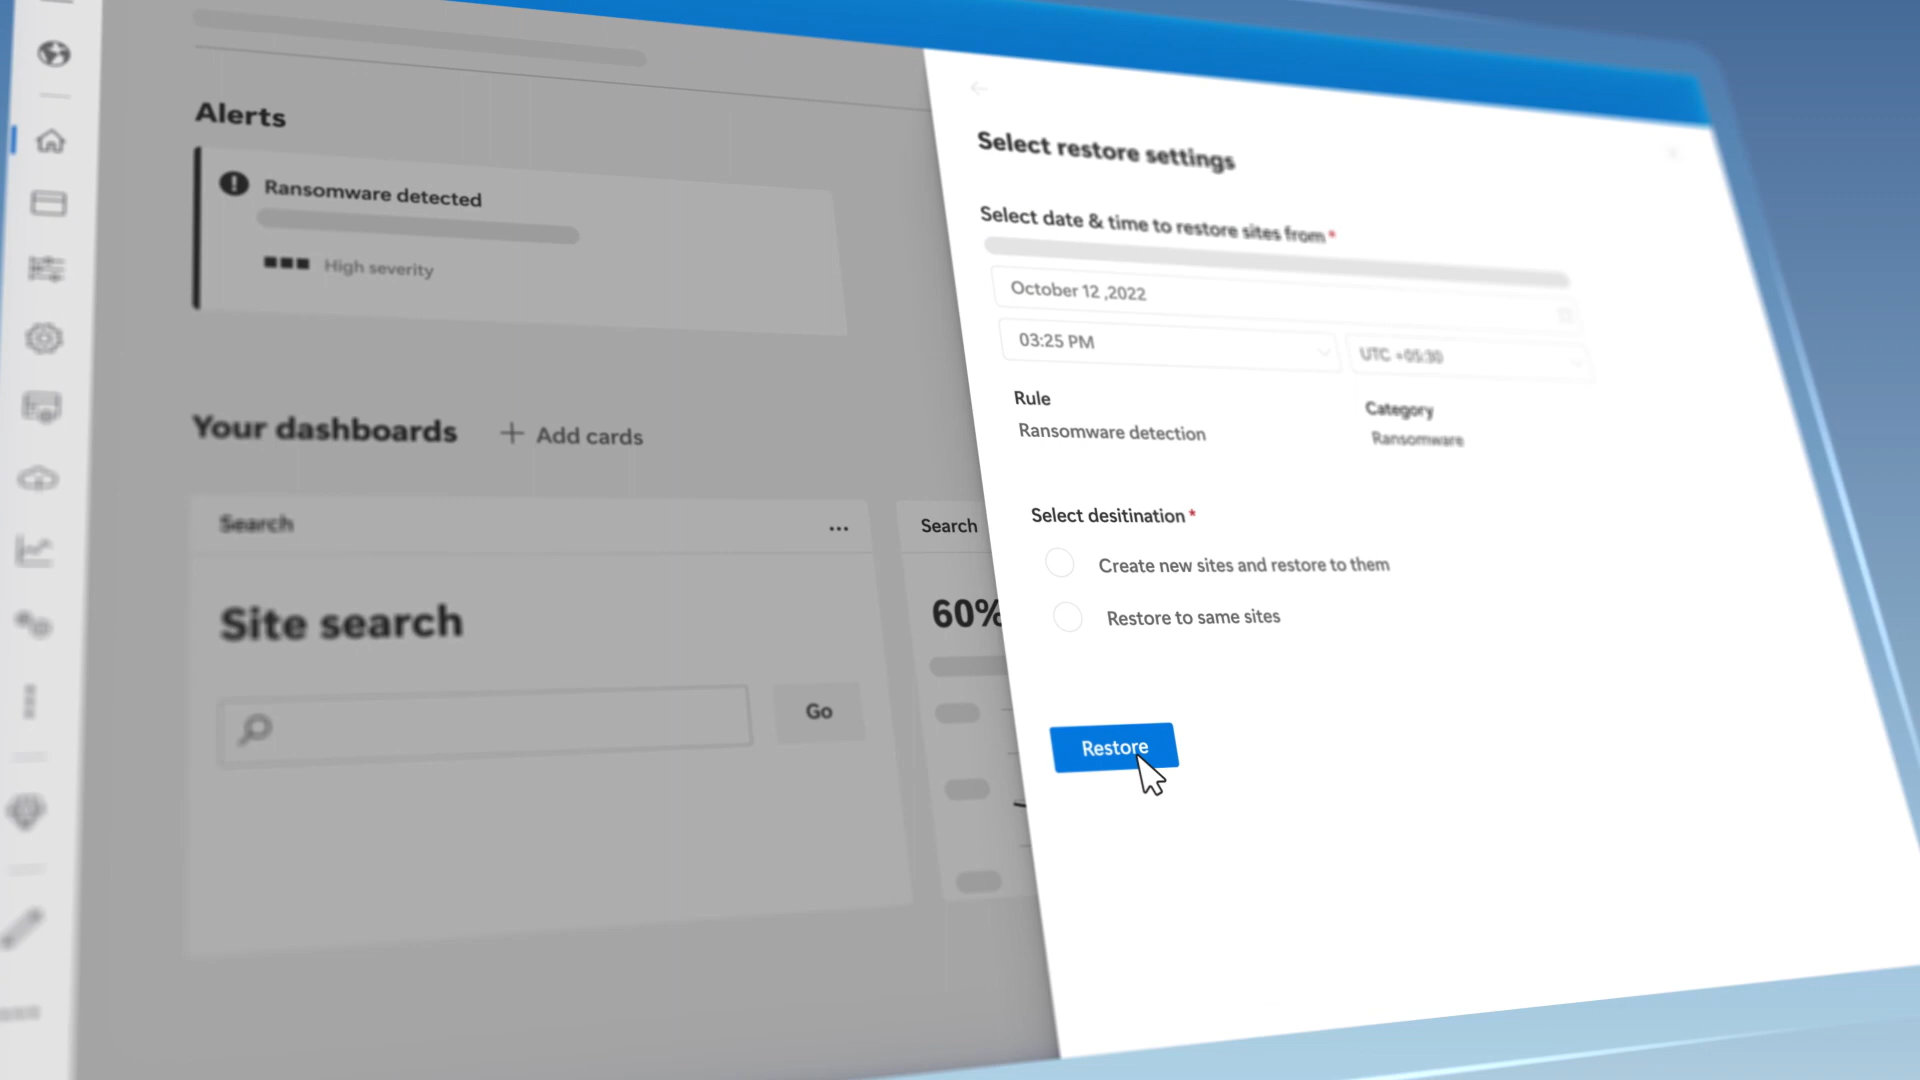 Alerts
Ransomware detected
High severity
Your dashboards
Add cards
Search
Site search
Go
Search
60%
Select restore settings
Select date & time to restore sites from*
October 12 ,2022
03:25 PM
UTC +05:30
Rule
Category
Ransomware detection
Ransomware
Select desitination*
Create new sites and restore to them
Restore to same sites
Restore